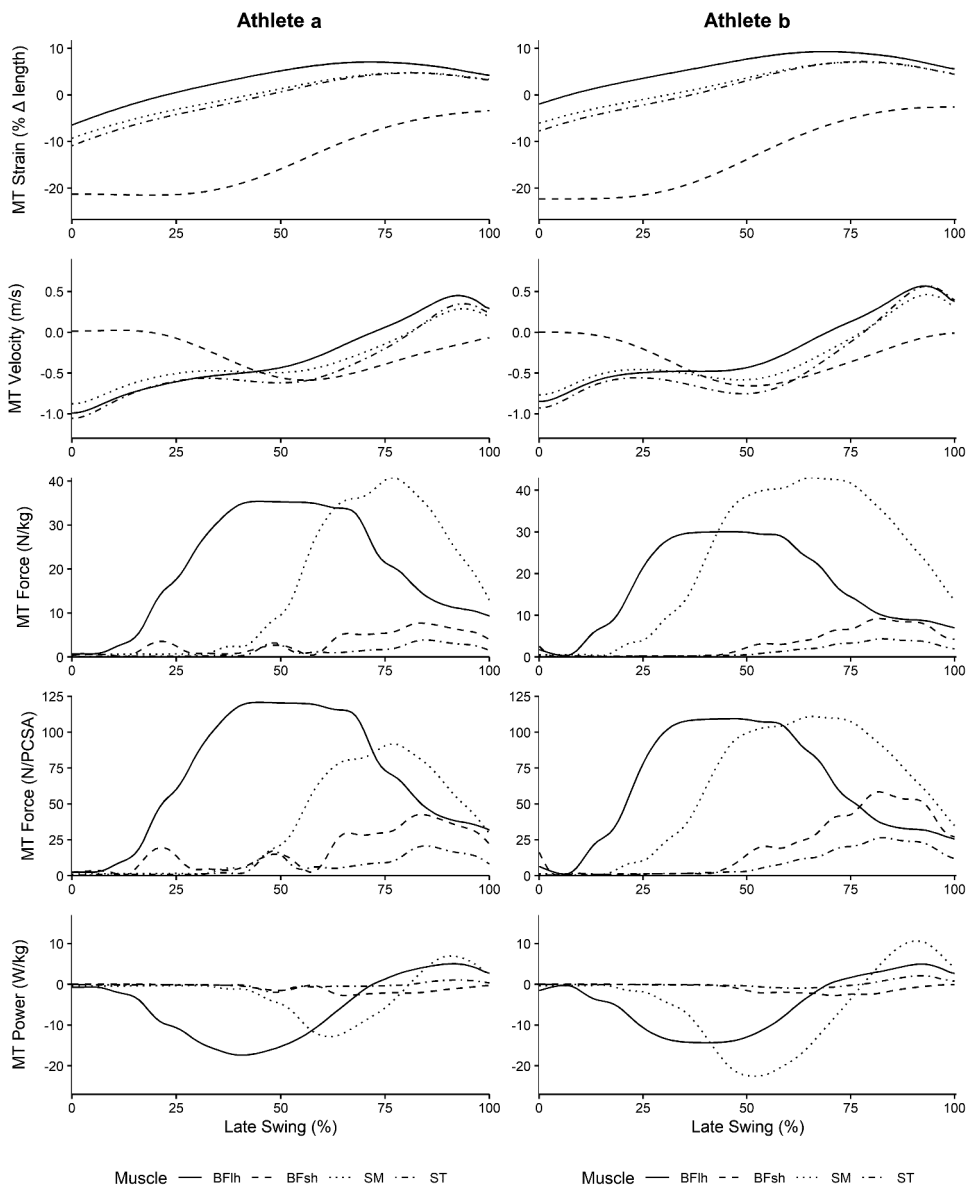 Athlete a
Athlete b
MT Strain (% Δ length)
10
0
-10
-20
0 25 50 75 100
10
0
-10
-20
0 25 50 75 100
MT Velocity (m/s)
0.5
0.0
-0.5
-1.0
0 25 50 75 100
0.5
0.0
-0.5
-1.0
0 25 50 75 100
MT Force (N/kg)
40
30
20
10
0
0 25 50 75 100
40
30
20
10
0
0 25 50 75 100
MT Force (N/PCSA)
125
100
75
50
25
0
0 25 50 75 100
125
100
75
50
25
0
0 25 50 75 100
MT Power (W/kg)
10
0
-10
-20
0 25 50 75 100
Late Swing (%)
10
0
-10
-20
0 25 50 75 100
Late Swing (%)
Muscle BFlh BFsh SM ST
Muscle BFlh BFsh SM ST